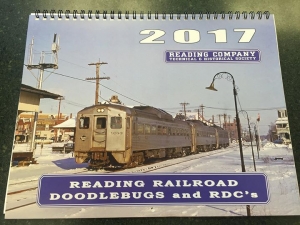 2017
READING COMPANY
TECHNICAL & HISTORICAL SOCIETY
READING RAILROAD
DOODLEBUGS and RDC's